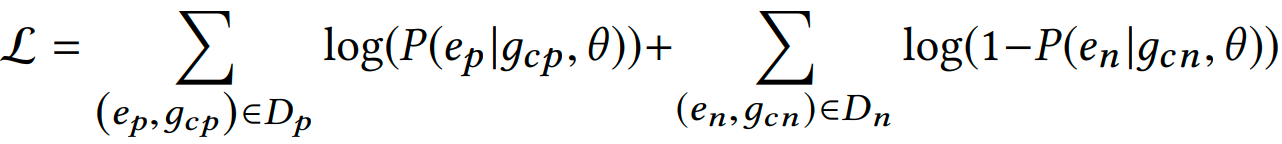 ℒ = ∑ log(P(e_p|g_{cp}, θ))+ ∑ log(1−P(e_n|g_{cn}, θ))
(e_p,g_{cp})∈D_p (e_n,g_{cn})∈D_n